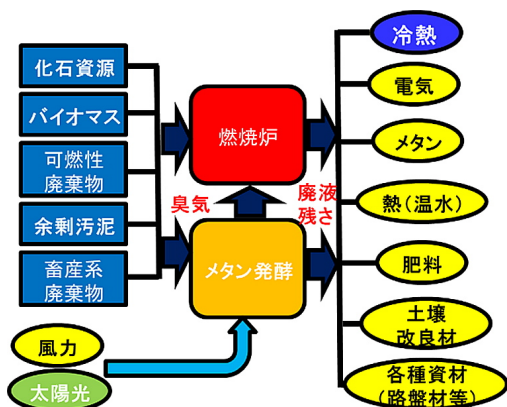 化石資源
バイオマス
可燃性
廃棄物
余剰汚泥
畜産系
廃棄物
風力
太陽光
燃焼炉
臭気
廃液
残さ
メタン発酵
冷熱
電気
メタン
熱(温水)
肥料
土壌
改良材
各種資材
(路盤材等)